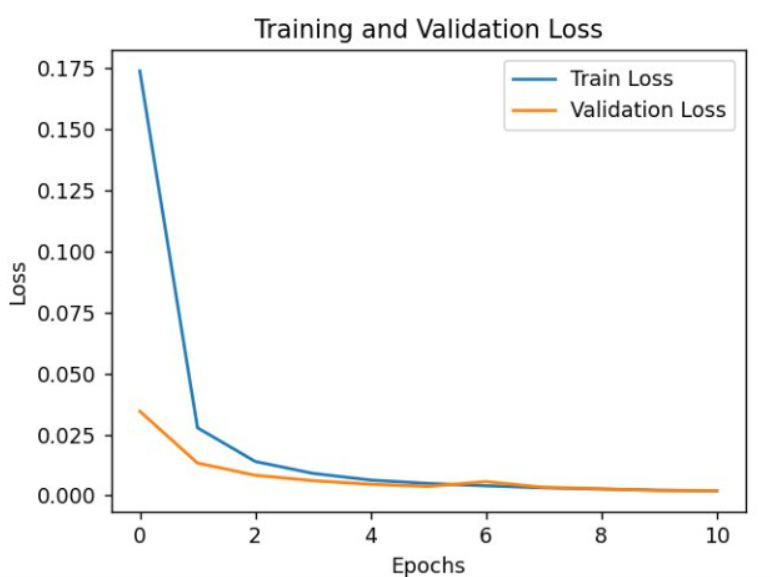 Training and Validation Loss
Train Loss
Validation Loss
0.175
0.150
0.125
0.100
0.075
0.050
0.025
0.000
Loss
0 2 4 6 8 10
Epochs